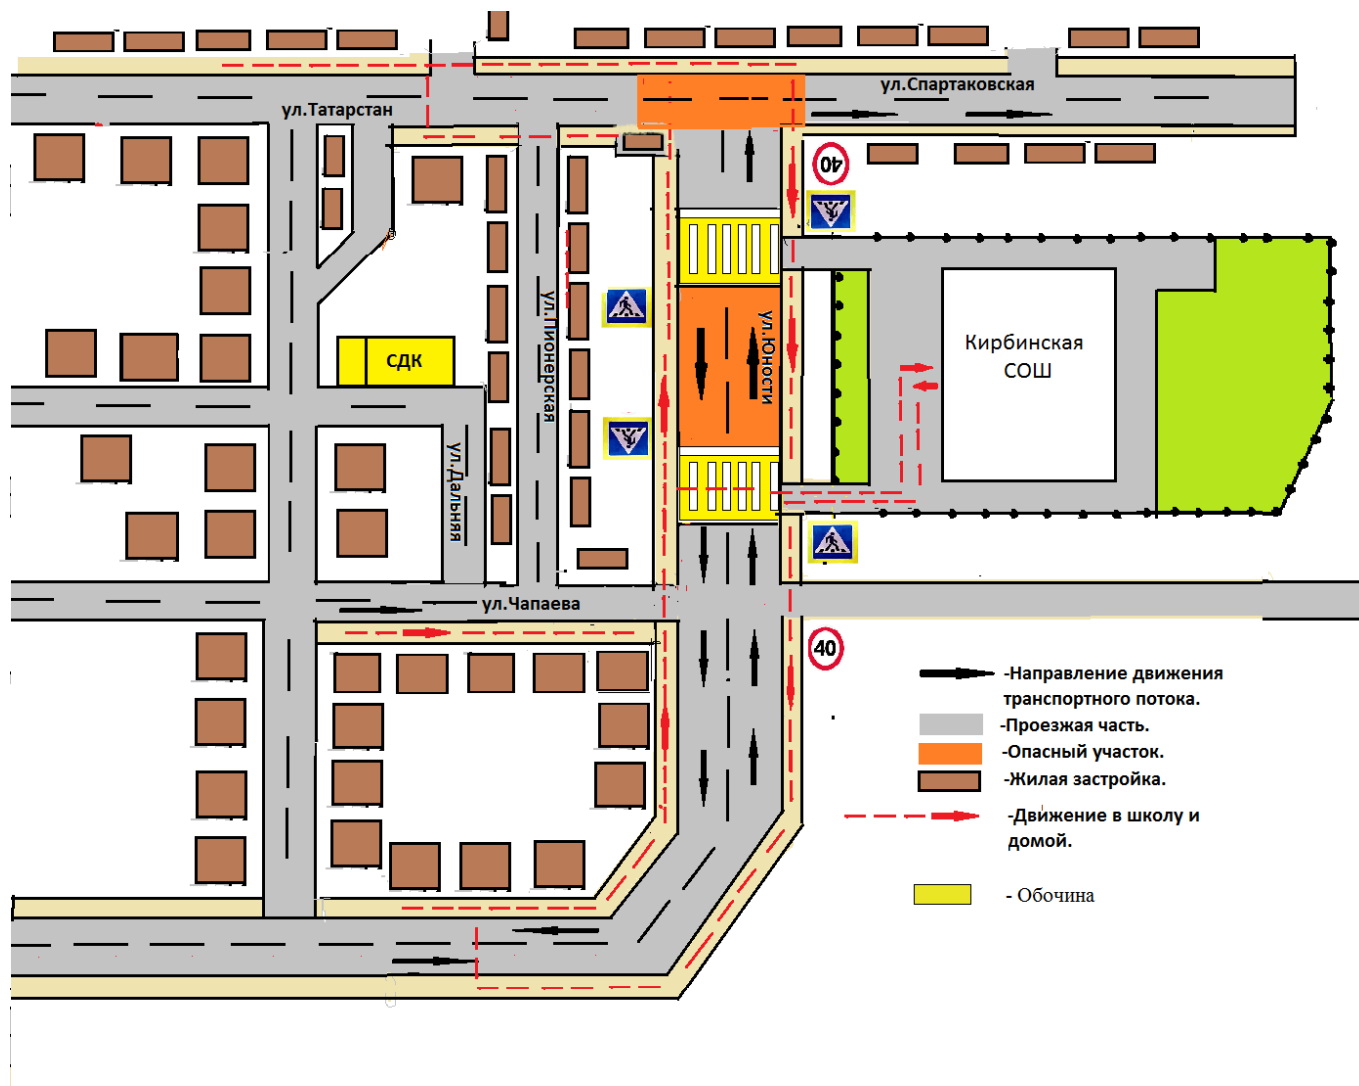 ул.Спартаковская
ул.Татарстан
40
Кирбинская
СОШ
ул.Юности
ул.Пионерская
СДК
ул.Дальняя
ул.Чапаева
40
-Направление движения
транспортного потока.
-Проезжая часть.
-Опасный участок.
-Жилая застройка.
-Движение в школу и
домой.
- Обочина